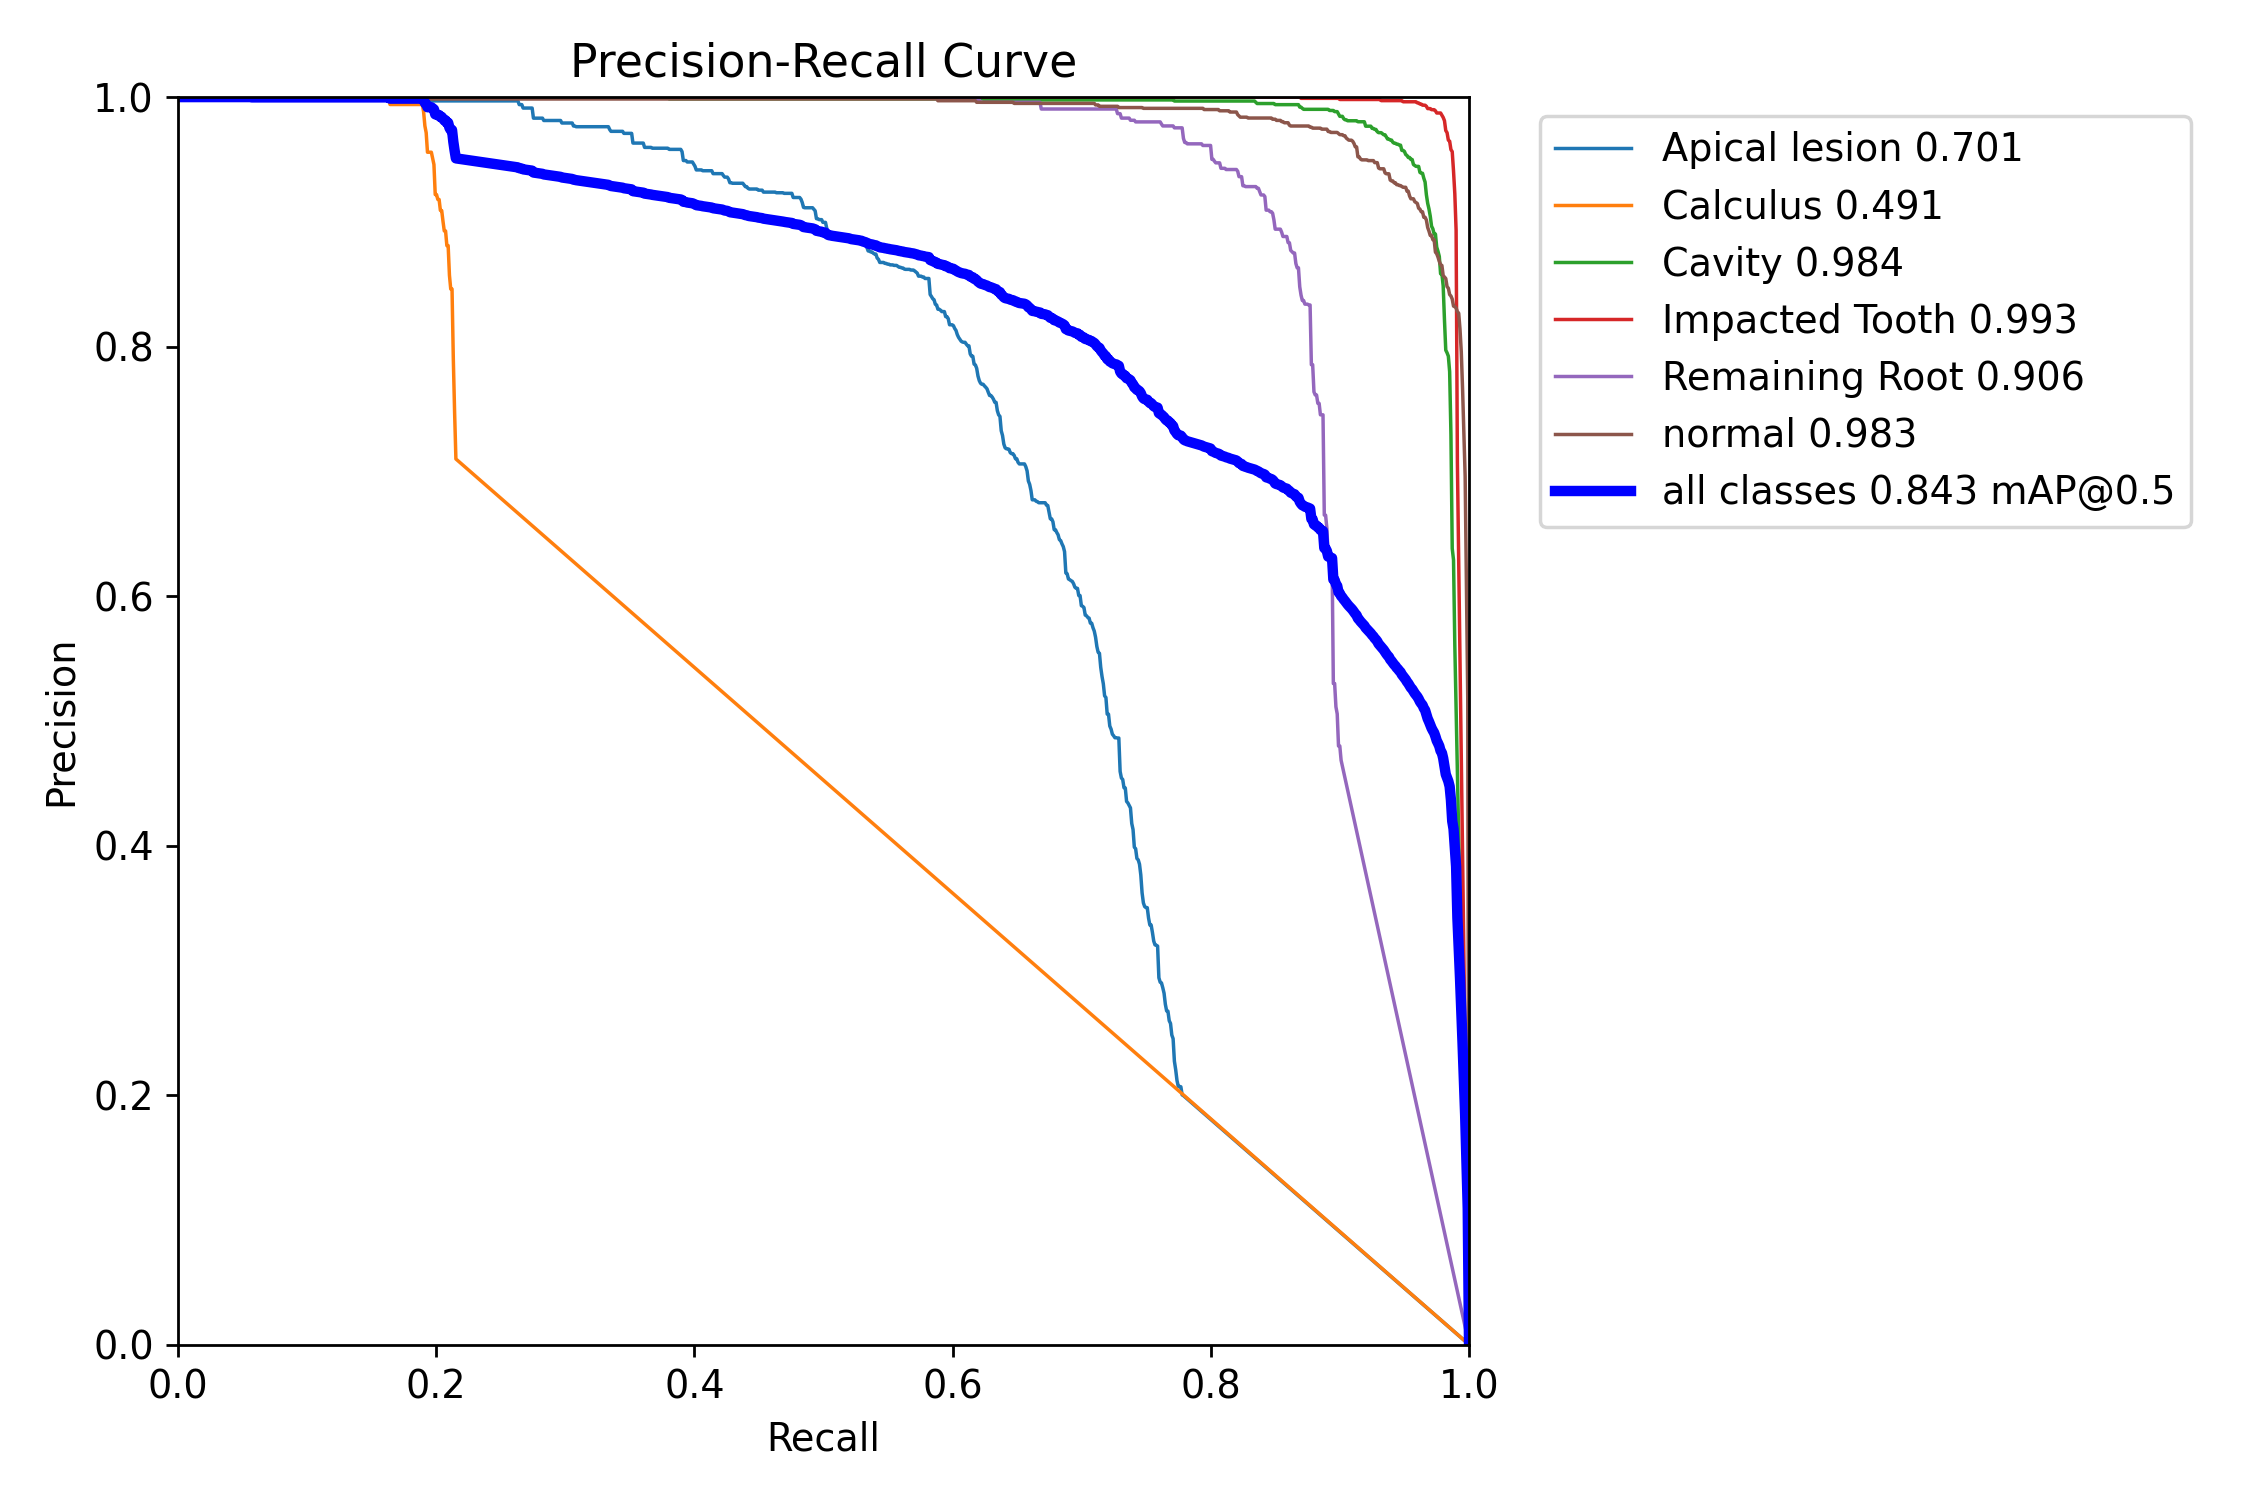 Precision-Recall Curve
1.0
0.8
0.6
0.4
0.2
0.0
Precision
0.0 0.2 0.4 0.6 0.8 1.0
Recall
Apical lesion 0.701
Calculus 0.491
Cavity 0.984
Impacted Tooth 0.993
Remaining Root 0.906
normal 0.983
all classes 0.843 mAP@0.5